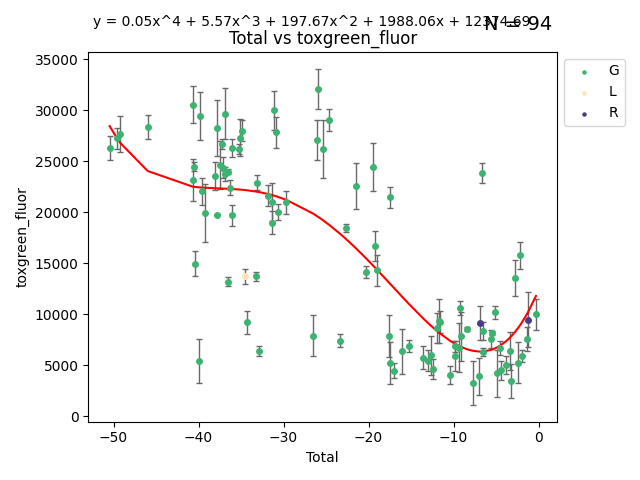 y = 0.05x^4 + 5.57x^3 + 197.67x^2 + 1988.06x +
N = 94
Total vs toxgreen_fluor
35000
30000
25000
20000
15000
10000
5000
0
toxgreen_fluor
−50
−40
−30
−20
−10
0
Total
G
L
R